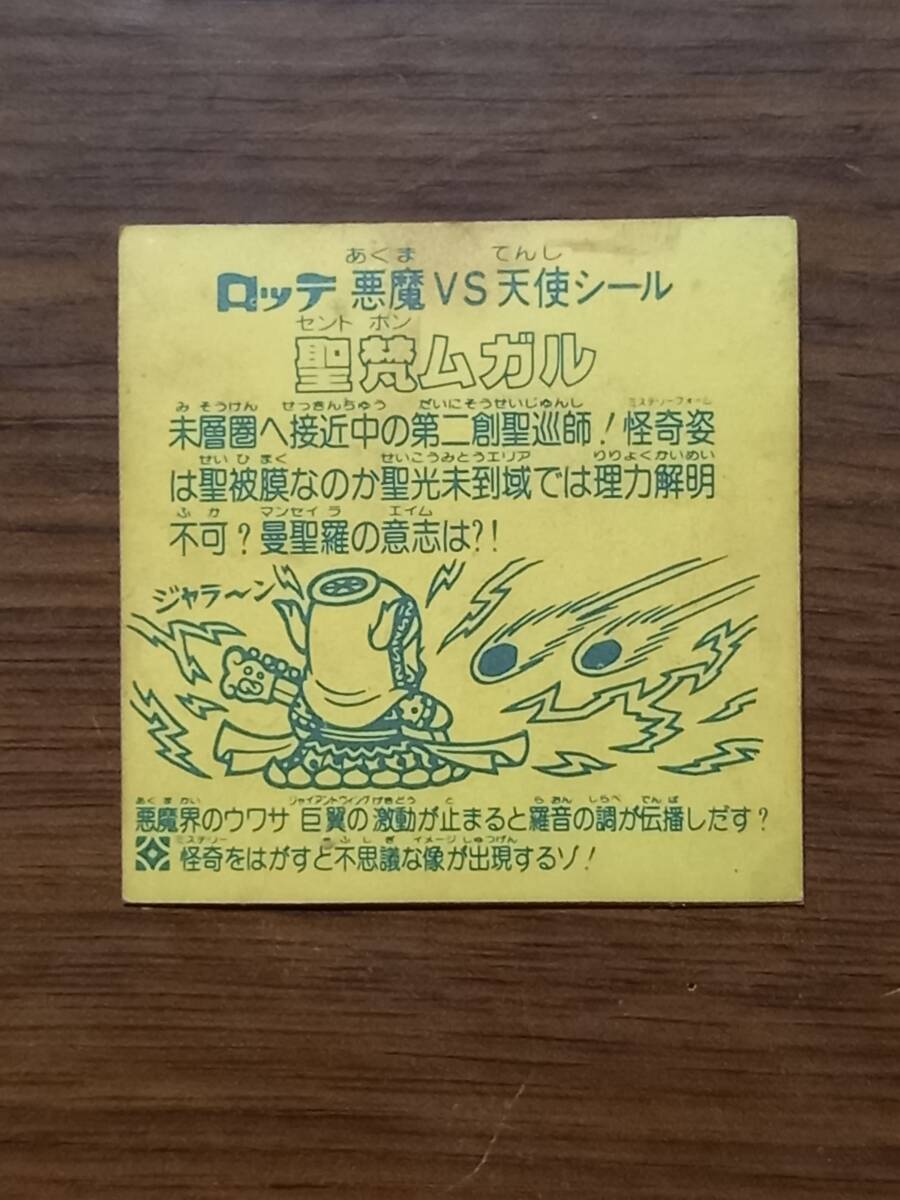 あくま てんし
ロッテ 悪魔VS天使シール
セント ボン
聖梵ムガル
みそうけん せっきんちゅう だいにそうせいじゅんし ミステリーフォーム
未層圏へ接近中の第二創聖巡師！怪奇姿
せいひまく せいこうみとうエリア りりょくかいめい
は聖被膜なのか聖光未到域では理力解明
ふか マンセイラ エイム
不可？曼聖羅の意志は？！
ジャラ〜ン
あくまかい ジャイアントウイング げきどう と らおん しらべ でんぱ
悪魔界のウワサ 巨翼の激動が止まると羅音の調が伝播しだす？
ミステリー ふしぎ イメージ しゅつげん
怪奇をはがすと不思議な像が出現するゾ！